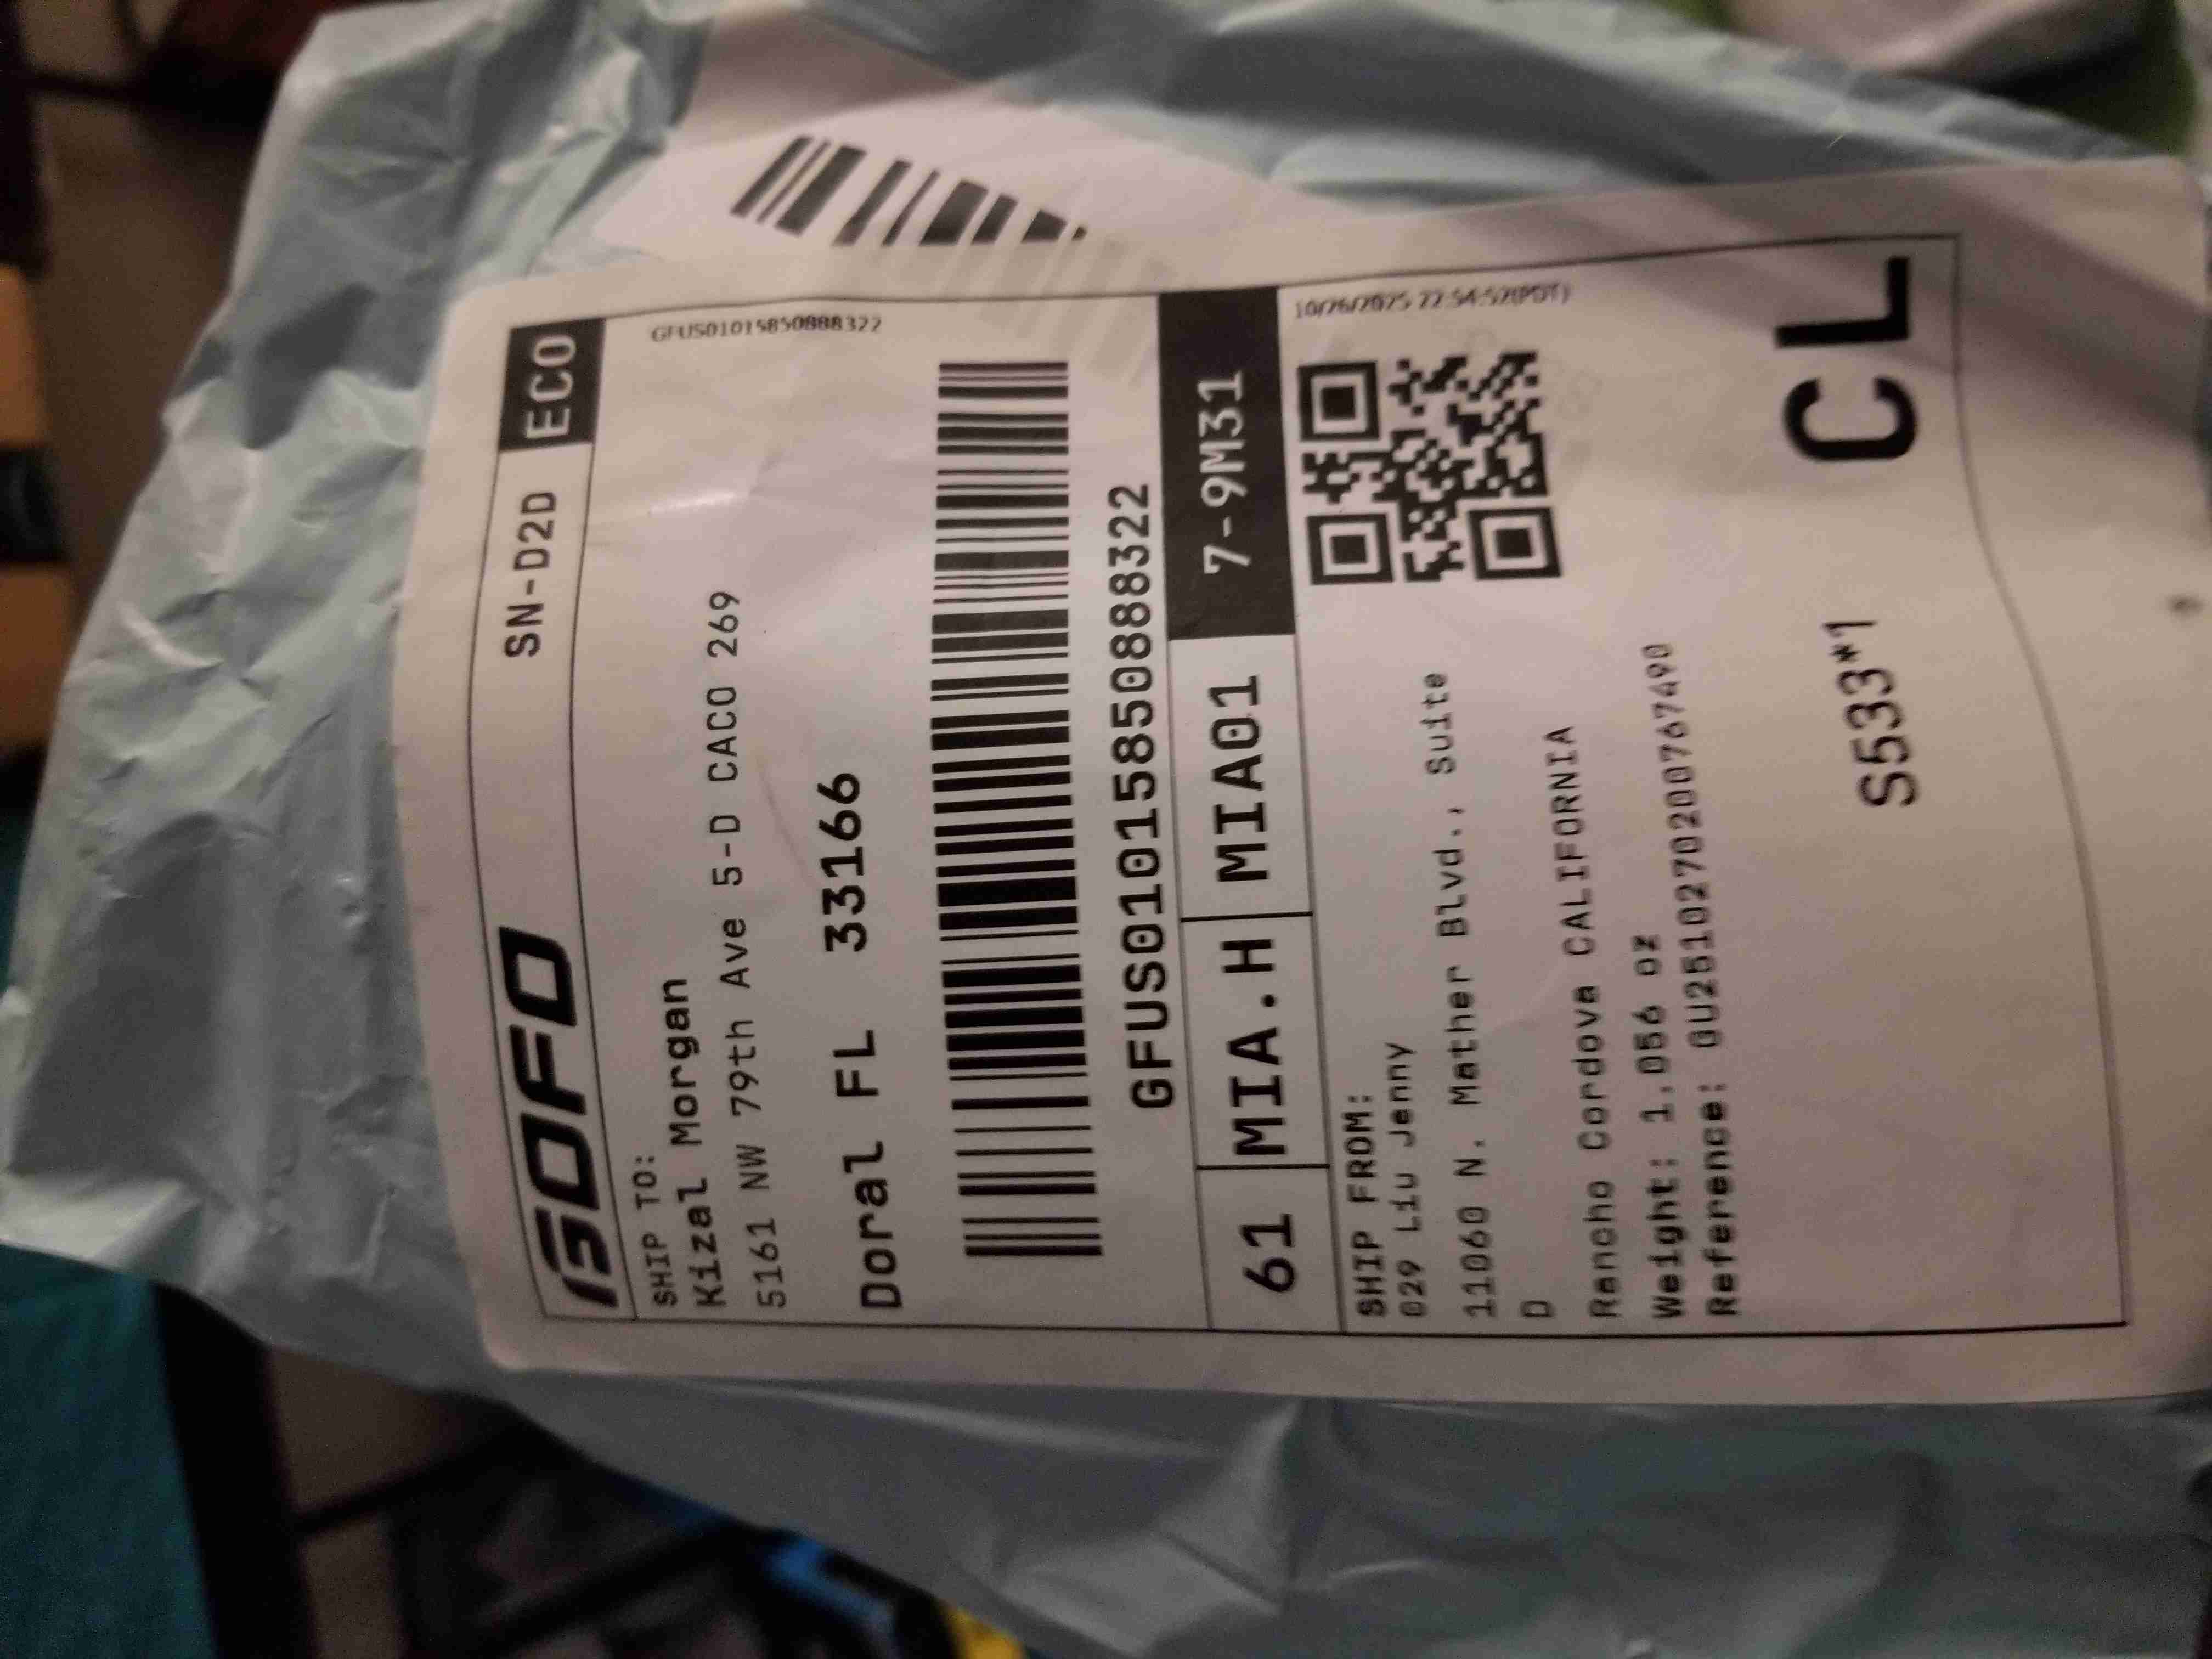 GOFO
SN-D2D
ECO
GFUS01015850888322
SHIP TO:
Kizal Morgan
5161 NW 79th Ave 5-D CACO 269
Doral FL 33166
GFUS01015850888322
61
MIA.H
MIA01
7-9M31
10/26/2025 22:54:52(PDT)
SHIP FROM:
029 Liu Jenny
11060 N. Mather Blvd., Suite
D
Rancho Cordova CALIFORNIA
Weight: 1.056 oz
Reference: GU2510270200767490
S533*1
CL